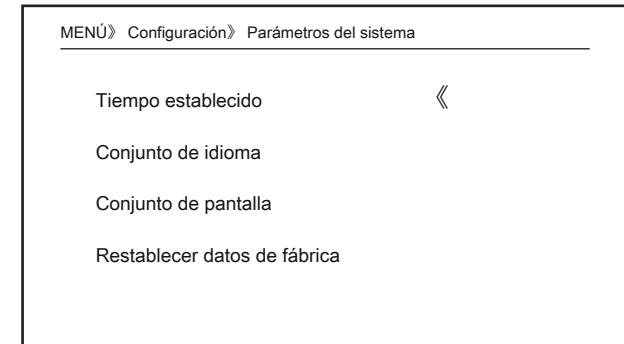 MENÚ》 Configuración》 Parámetros del sistema
Tiempo establecido 《
Conjunto de idioma
Conjunto de pantalla
Restablecer datos de fábrica